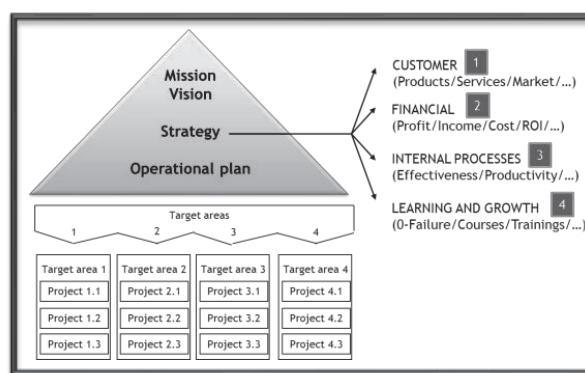 Mission
Vision
Strategy
Operational plan
CUSTOMER 1
(Products/Services/Market/...)
FINANCIAL 2
(Profit/Income/Cost/ROI/...)
INTERNAL PROCESSES 3
(Effectiveness/Productivity/...)
LEARNING AND GROWTH 4
(0-Failure/Courses/Trainings/...)
Target areas
1 2 3 4
Target area 1 Target area 2 Target area 3 Target area 4
Project 1.1 Project 2.1 Project 3.1 Project 4.1
Project 1.2 Project 2.2 Project 3.2 Project 4.2
Project 1.3 Project 2.3 Project 3.3 Project 4.3